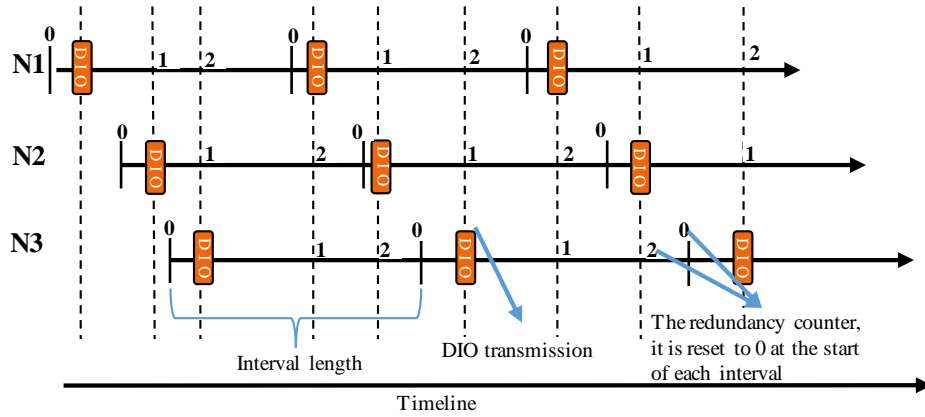 0 0 0
N1 DIO 1 2 DIO 1 2 DIO 1 2
0 0 0
N2 DIO 1 2 DIO 1 2 DIO 1
0 0 0
N3 DIO 1 2 DIO 1 2 DIO
Interval length
DIO transmission
The redundancy counter,
it is reset to 0 at the start
of each interval
Timeline